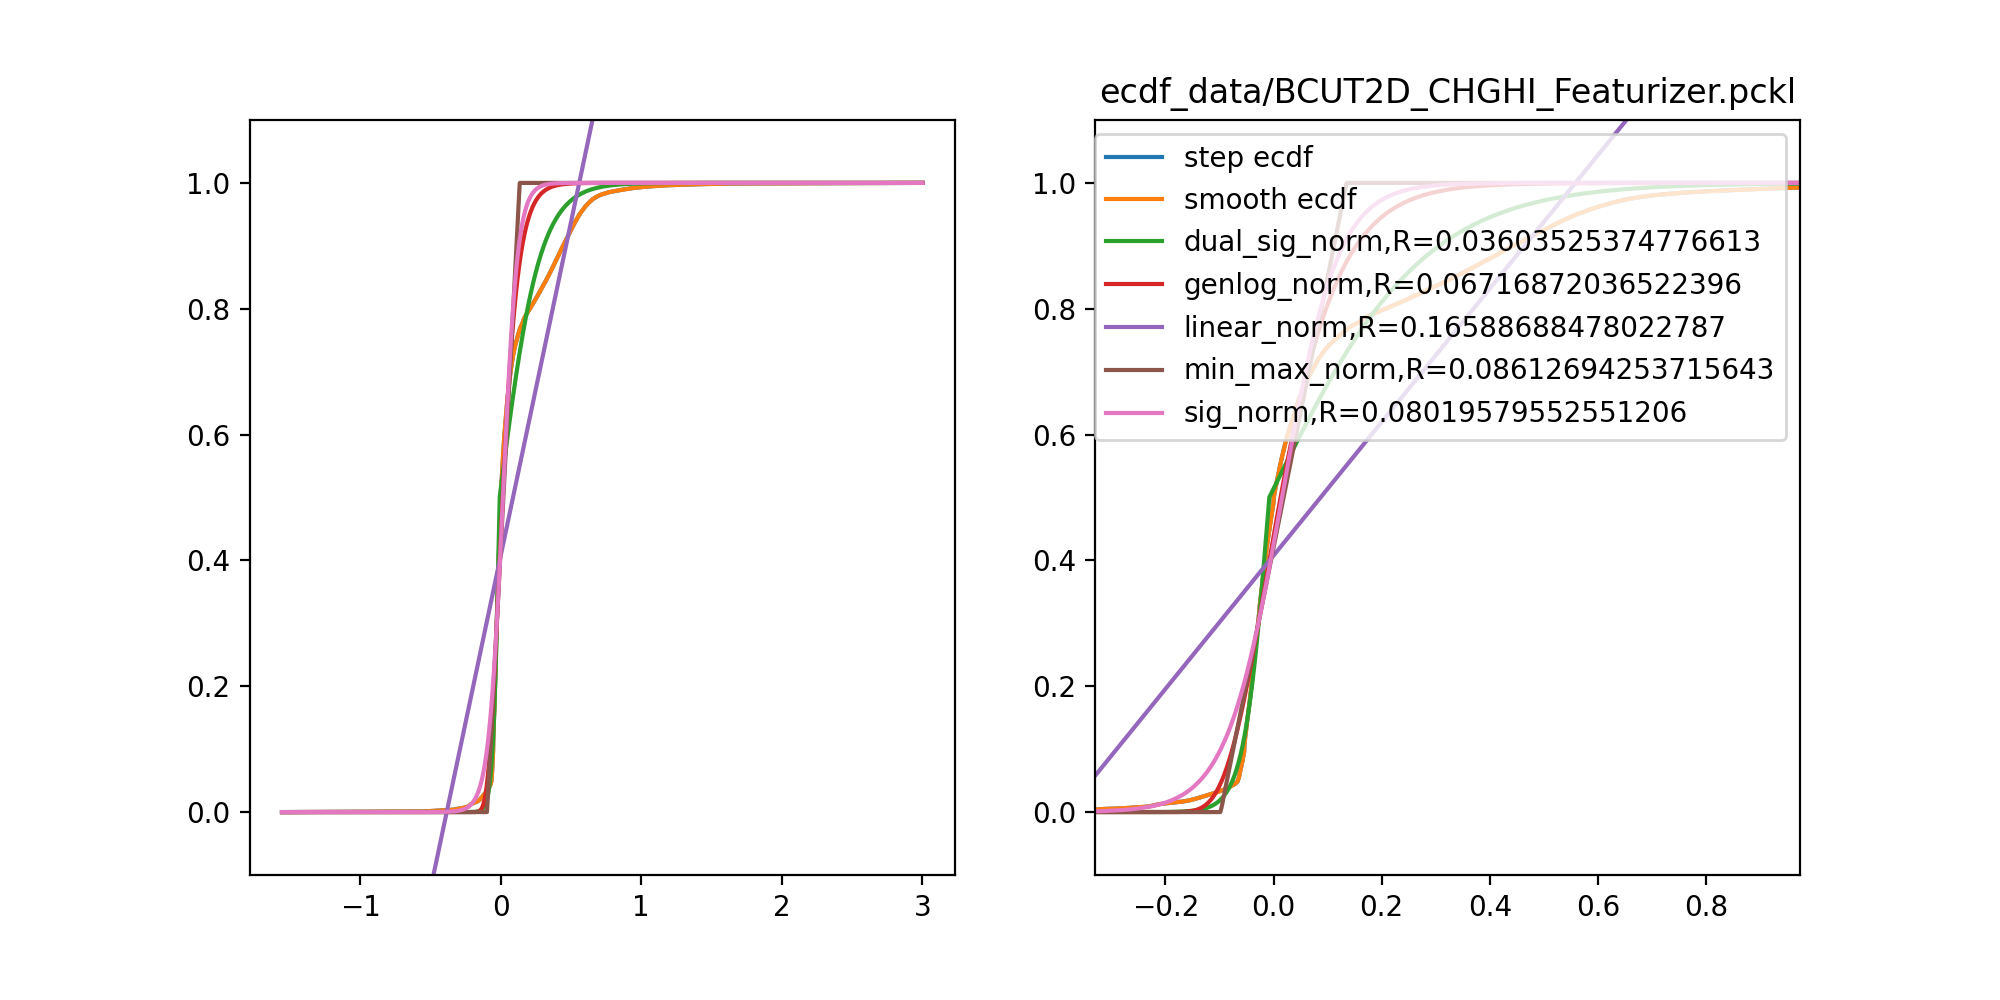 ecdf_data/BCUT2D_CHGHI_Featurizer.pckl
1.0
0.8
0.6
0.4
0.2
0.0
−1
0
1
2
3
1.0
0.8
0.6
0.4
0.2
0.0
−0.2
0.0
0.2
0.4
0.6
0.8
step ecdf
smooth ecdf
dual_sig_norm,R=0.03603525374776613
genlog_norm,R=0.06716872036522396
linear_norm,R=0.16588688478022787
min_max_norm,R=0.08612694253715643
sig_norm,R=0.08019579552551206